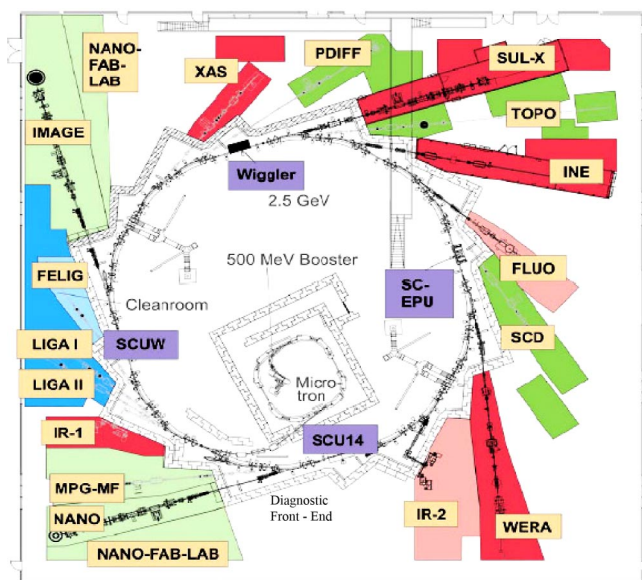 NANO-
FAB-
LAB
PDIFF
XAS
SUL-X
TOPO
IMAGE
INE
Wiggler
2.5 GeV
500 MeV Booster
FELIG
SC-
EPU
FLUO
Cleanroom
SCD
LIGA I
SCUW
LIGA II
Micro-
tron
IR-1
SCU14
MPG-MF
Diagnostic
Front - End
NANO
IR-2
WERA
NANO-FAB-LAB